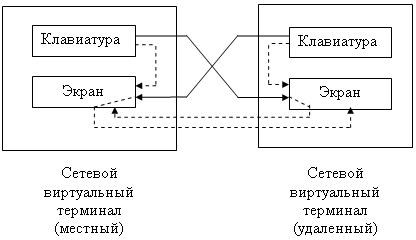 Клавиатура
Экран
Клавиатура
Экран
Сетевой
виртуальный
терминал
(местный)
Сетевой
виртуальный
терминал
(удаленный)